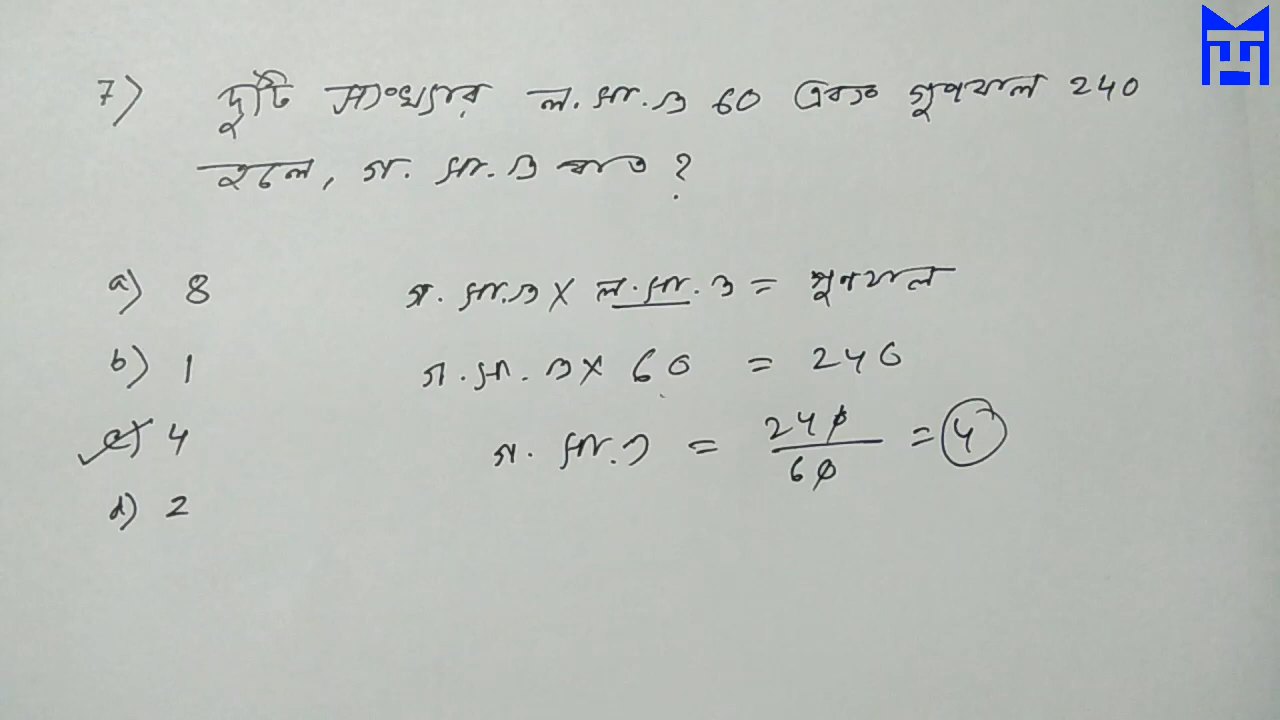 7) দুটি সংখ্যার ল.সা.গু 60 এবং গুণফল 240
হলে, গ. সা. গু কত ?
a) 8
গ. সা.গু X ল.সা. গু = গুণফল
b) 1
গ.সা. গু X 60 = 240
c) 4
গ. সা.গু = 240/60 = 4
d) 2